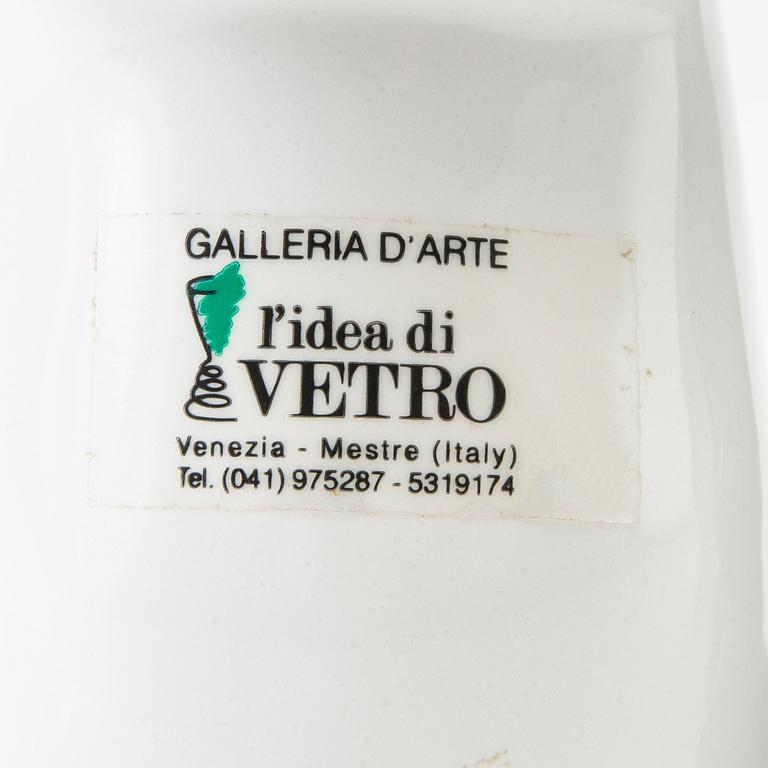 GALLERIA D'ARTE
l'idea di
VETRO
Venezia - Mestre (Italy)
Tel. (041) 975287 - 5319174